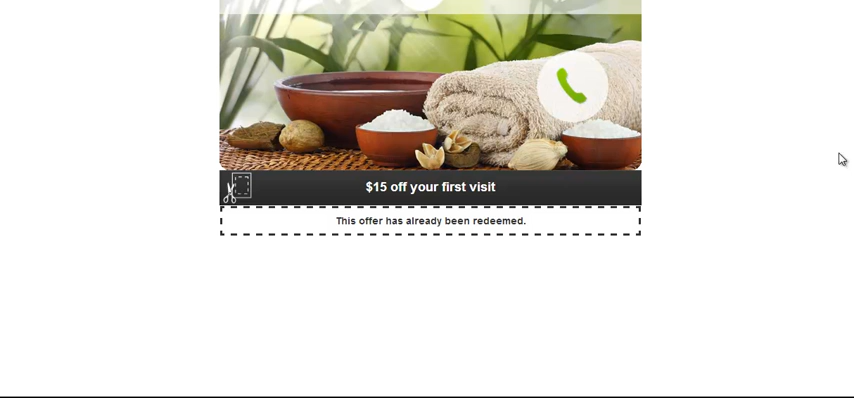 $15 off your first visit
This offer has already been redeemed.